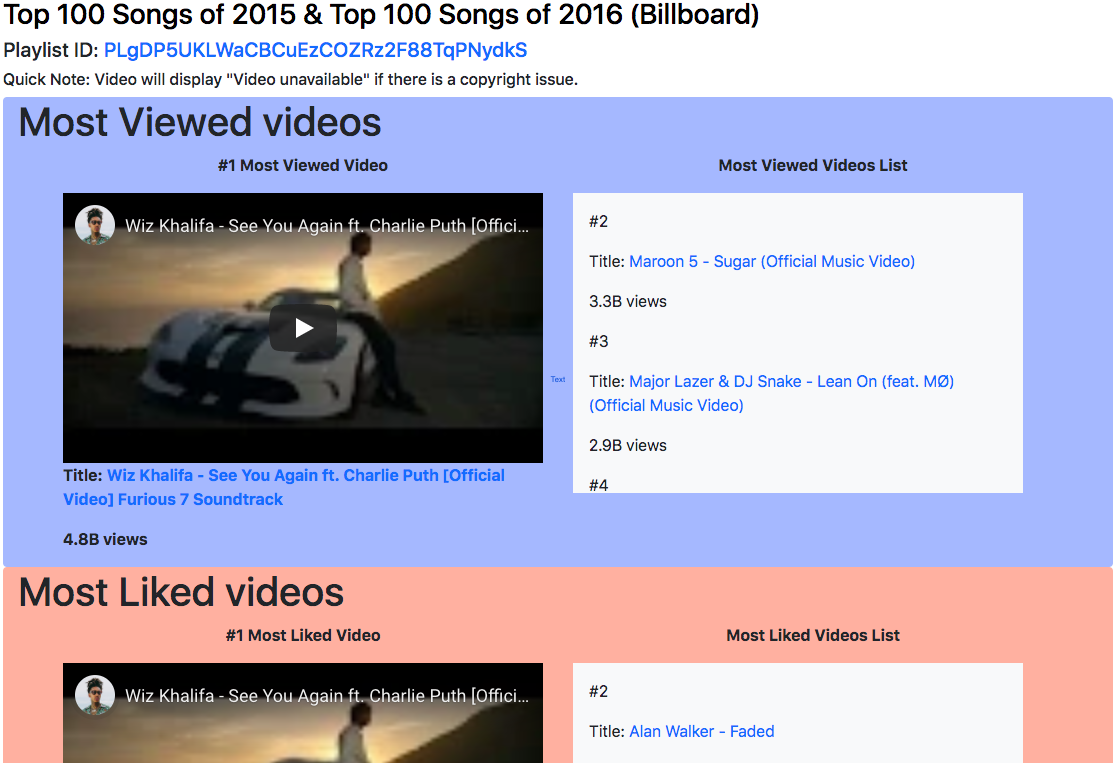 Top 100 Songs of 2015 & Top 100 Songs of 2016 (Billboard)
Playlist ID: PLgDP5UKLWaCBCuEzCOZRz2F88TqPNydkS
Quick Note: Video will display "Video unavailable" if there is a copyright issue.
Most Viewed videos
#1 Most Viewed Video
Wiz Khalifa - See You Again ft. Charlie Puth [Offici...
Title: Wiz Khalifa - See You Again ft. Charlie Puth [Official
Video] Furious 7 Soundtrack
4.8B views
Text
Most Viewed Videos List
#2
Title: Maroon 5 - Sugar (Official Music Video)
3.3B views
#3
Title: Major Lazer & DJ Snake - Lean On (feat. MØ)
(Official Music Video)
2.9B views
#4
Most Liked videos
#1 Most Liked Video
Wiz Khalifa - See You Again ft. Charlie Puth [Offici...
Most Liked Videos List
#2
Title: Alan Walker - Faded